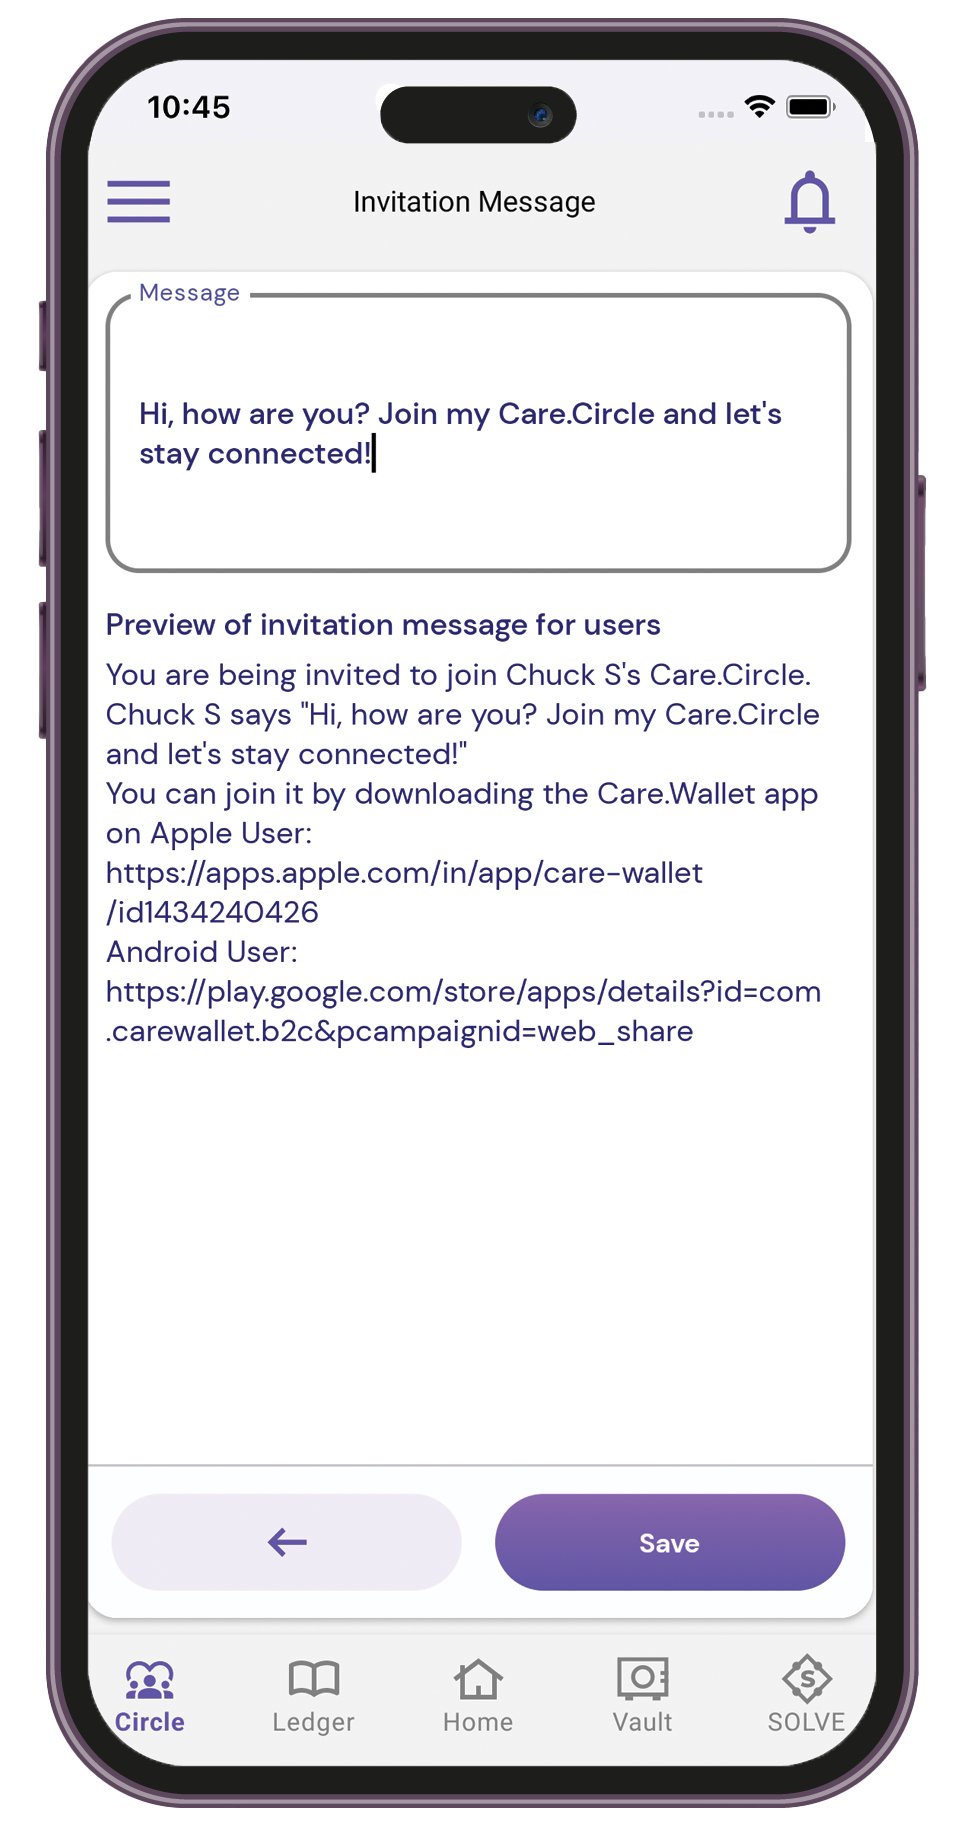 10:45
Invitation Message
Message
Hi, how are you? Join my Care.Circle and let's
stay connected!
Preview of invitation message for users
You are being invited to join Chuck S's Care.Circle.
Chuck S says "Hi, how are you? Join my Care.Circle
and let's stay connected!"
You can join it by downloading the Care.Wallet app
on Apple User:
https://apps.apple.com/in/app/care-wallet
/id1434240426
Android User:
https://play.google.com/store/apps/details?id=com
.carewallet.b2c&pcampaignid=web_share
Save
Circle Ledger Home Vault SOLVE